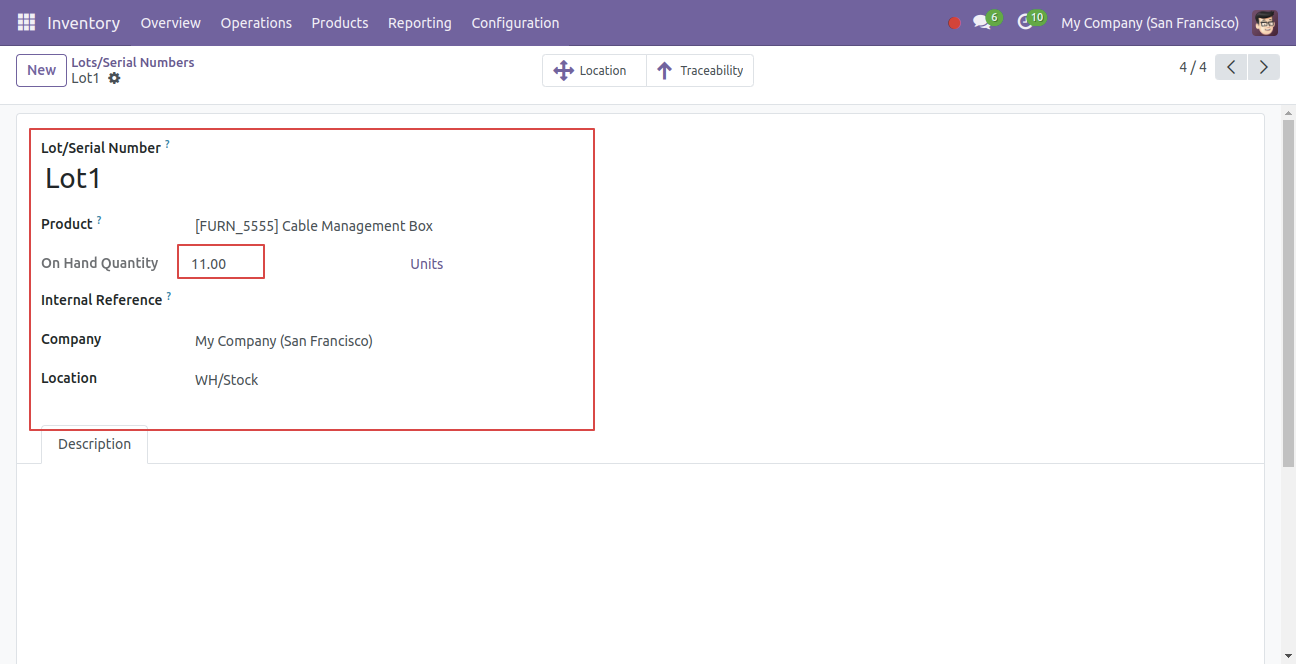 Inventory Overview Operations Products Reporting Configuration 6 10 My Company (San Francisco)
New Lots/Serial Numbers
Lot1
Location Traceability 4 / 4
Lot/Serial Number ?
Lot1
Product ? [FURN_5555] Cable Management Box
On Hand Quantity 11.00 Units
Internal Reference ?
Company My Company (San Francisco)
Location WH/Stock
Description